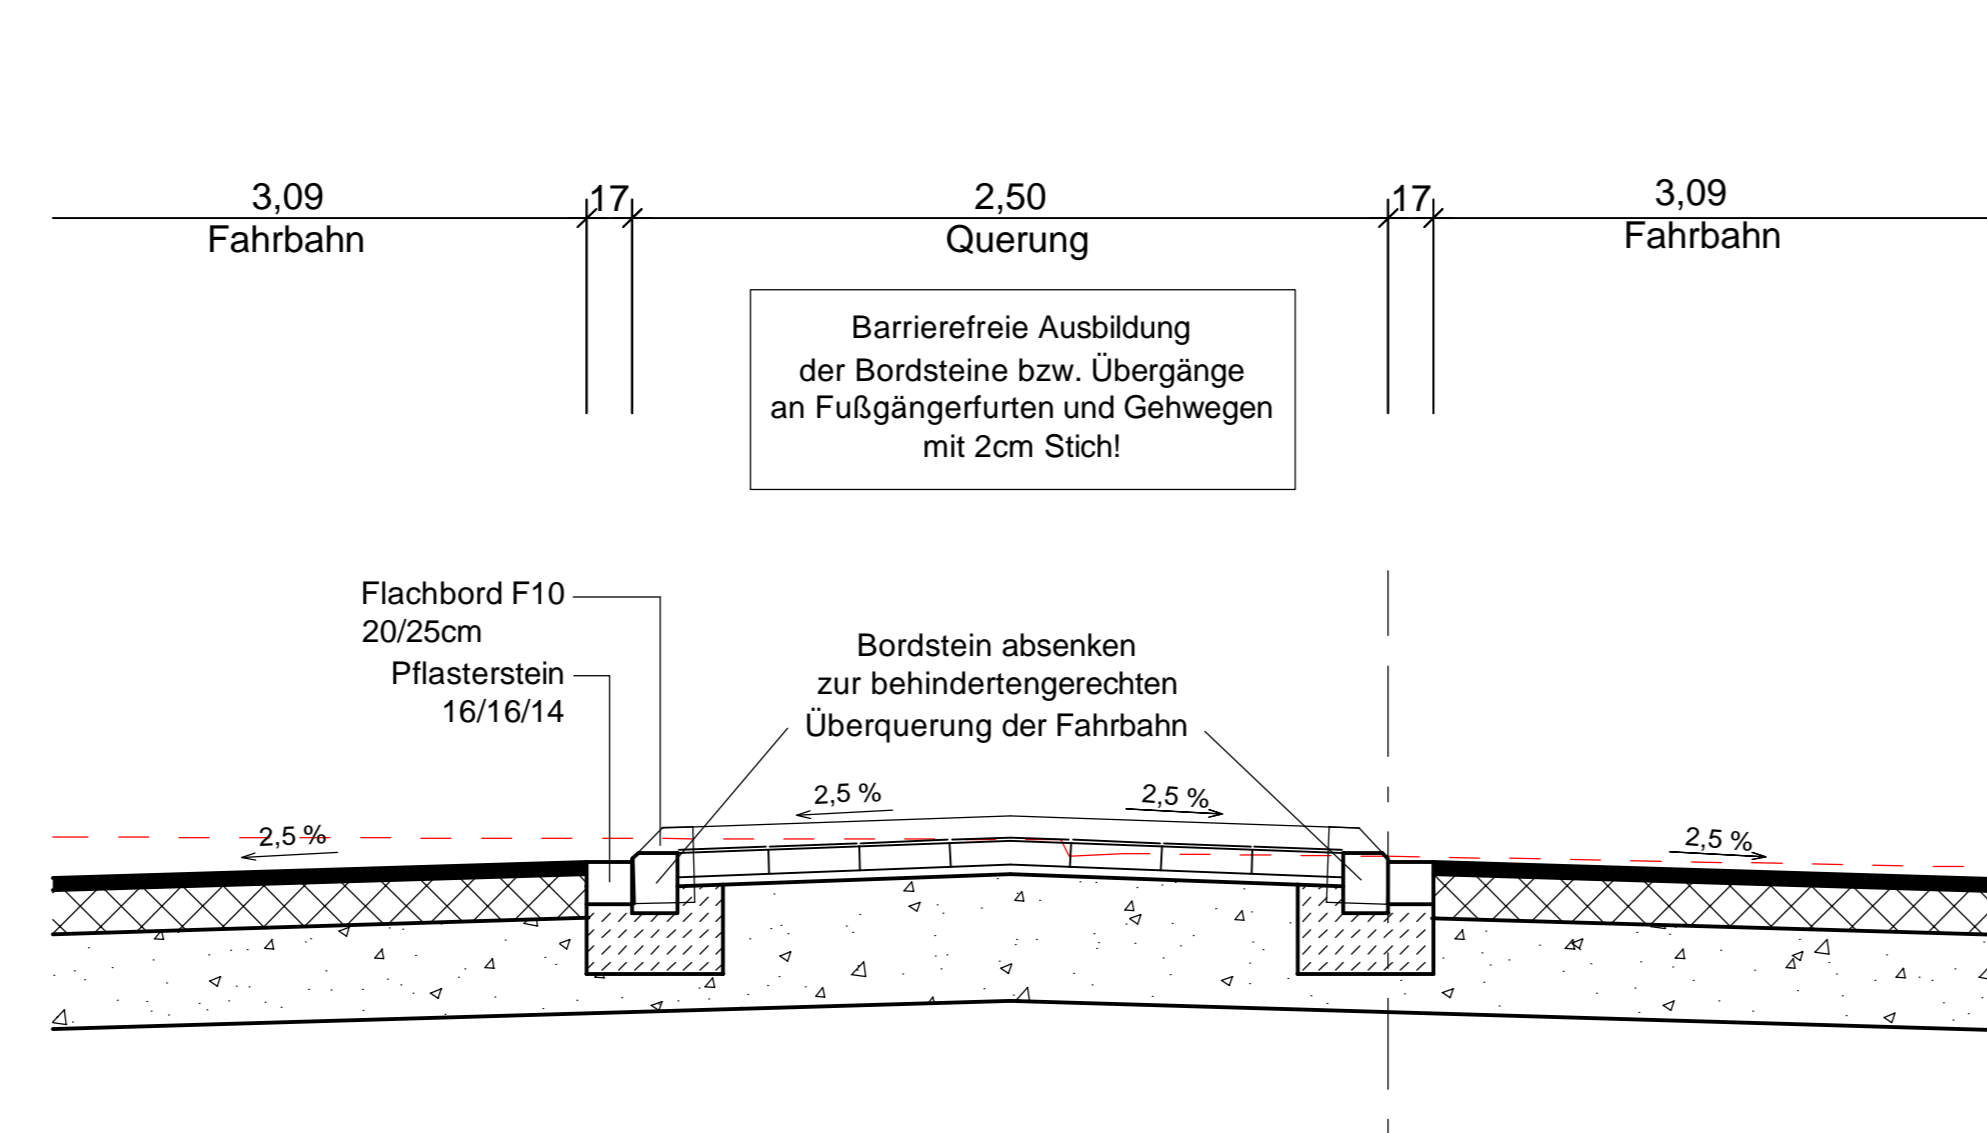 3,09
17
2,50
17
3,09
Fahrbahn
Querung
Fahrbahn
Barrierefreie Ausbildung
der Bordsteine bzw. Übergänge
an Fußgängerfurten und Gehwegen
mit 2cm Stich!
Flachbord F10
20/25cm
Pflasterstein
16/16/14
Bordstein absenken
zur behindertengerechten
Überquerung der Fahrbahn
2,5 %
2,5 %
2,5 %
2,5 %